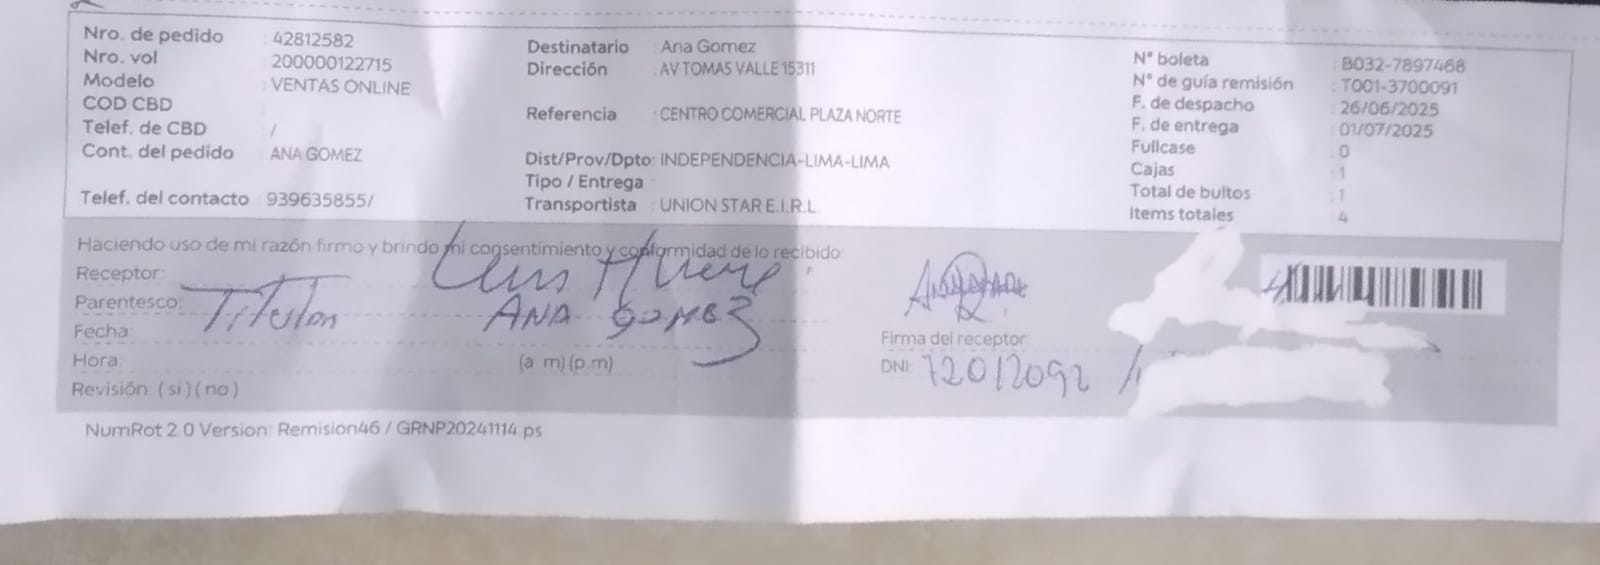 Nro. de pedido : 42812582
Nro. vol : 200000122715
Modelo : VENTAS ONLINE
COD CBD :
Telef. de CBD : /
Cont. del pedido : ANA GOMEZ
Telef. del contacto : 939635855/
Destinatario : Ana Gomez
Dirección : AV TOMAS VALLE 15311
Referencia : CENTRO COMERCIAL PLAZA NORTE
Dist/Prov/Dpto: INDEPENDENCIA-LIMA-LIMA
Tipo / Entrega :
Transportista : UNION STAR E.I.R.L.
N° boleta : B032-7897468
N° de guía remisión : T001-3700091
F. de despacho : 26/06/2025
F. de entrega : 01/07/2025
Fullcase : 0
Cajas : 1
Total de bultos : 1
Items totales : 4
Haciendo uso de mi razón firmo y brindo mi consentimiento y conformidad de lo recibido:
Receptor:
Parentesco: Titular ANA GOMEZ
Fecha:
Hora: (a m) (p.m)
Revisión: ( si ) ( no )
Firma del receptor:
DNI: 72012092 /
NumRot 2.0 Version: Remision46 / GRNP20241114.ps